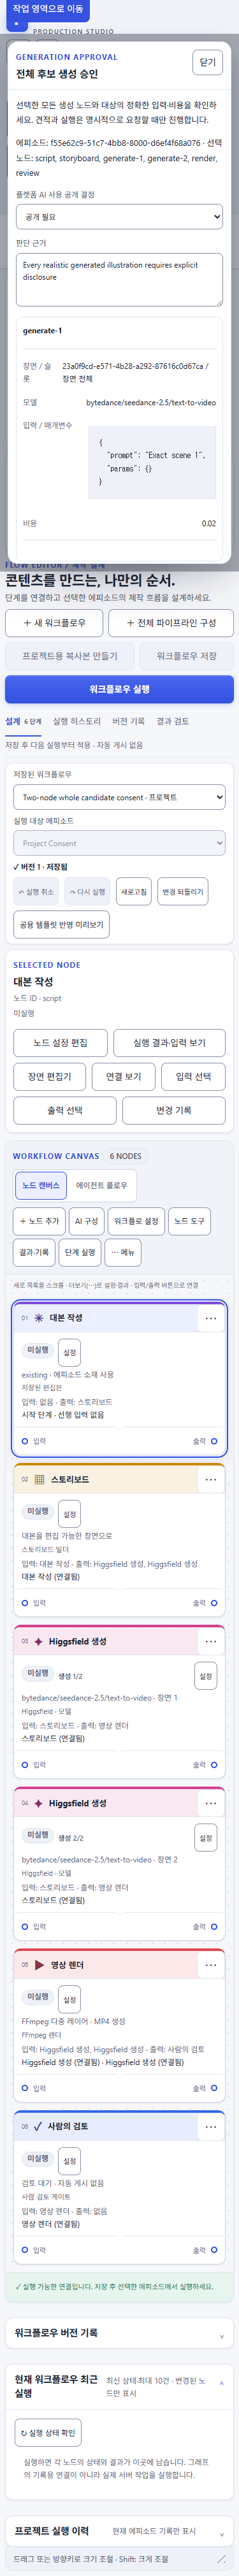 작업 영역으로 이동
PRODUCTION STUDIO
GENERATION APPROVAL
전체 후보 생성 승인
닫기
선택한 모든 생성 노드와 대상의 정확한 입력·비용을 확인하
세요. 견적과 실행은 명시적으로 요청할 때만 진행합니다.
에피소드: f55e62c9-51c7-4bb8-8000-d6ef4f68a076 · 선택
노드: script, storyboard, generate-1, generate-2, render,
review
플랫폼 AI 사용 공개 결정
공개 필요
판단 근거
Every realistic generated illustration requires explicit
disclosure
generate-1
장면 / 슬롯
23a0f9cd-e571-4b28-a292-87616c0d67ca /
장면 전체
모델
bytedance/seedance-2.5/text-to-video
입력 / 매개변수
{
"prompt": "Exact scene 1",
"params": {}
}
비용
0.02
FLOW EDITOR / 제작 설계
콘텐츠를 만드는, 나만의 순서.
단계를 연결하고 선택한 에피소드의 제작 흐름을 설계하세요.
+ 새 워크플로우
+ 전체 파이프라인 구성
프로젝트용 복사본 만들기
워크플로우 저장
워크플로우 실행
설계 6 단계
실행 히스토리
버전 기록
결과 검토
저장 후 다음 실행부터 적용 · 자동 게시 없음
저장된 워크플로우
Two-node whole candidate consent · 프로젝트
실행 대상 에피소드
Project Consent
✓ 버전 1 · 저장됨
↶ 실행 취소
↷ 다시 실행
새로고침
변경 되돌리기
공용 템플릿 반영 미리보기
SELECTED NODE
대본 작성
노드 ID · script
미실행
노드 설정 편집
실행 결과·입력 보기
장면 편집기
연결 보기
입력 선택
출력 선택
변경 기록
WORKFLOW CANVAS
6 NODES
노드 캔버스
에이전트 플로우
+ 노드 추가
AI 구성
워크플로 설정
노드 도구
결과·기록
단계 실행
··· 메뉴
세로 목록을 스크롤 · 더보기(···)로 설정·결과 · 입력/출력 버튼으로 연결
01
대본 작성
···
미실행
설정
existing · 에피소드 소재 사용
저장된 편집본
입력: 없음 · 출력: 스토리보드
시작 단계 · 선행 입력 없음
입력
출력
02
스토리보드
···
미실행
설정
대본을 편집 가능한 장면으로
스토리보드 빌더
입력: 대본 작성 · 출력: Higgsfield 생성, Higgsfield 생성
대본 작성 (연결됨)
입력
출력
03
Higgsfield 생성
···
미실행
생성 1/2
설정
bytedance/seedance-2.5/text-to-video · 장면 1
Higgsfield · 모델
입력: 스토리보드 · 출력: 영상 렌더
스토리보드 (연결됨)
입력
출력
04
Higgsfield 생성
···
미실행
생성 2/2
설정
bytedance/seedance-2.5/text-to-video · 장면 2
Higgsfield · 모델
입력: 스토리보드 · 출력: 영상 렌더
스토리보드 (연결됨)
입력
출력
05
영상 렌더
···
미실행
설정
FFmpeg 다중 레이어 · MP4 생성
FFmpeg 렌더
입력: Higgsfield 생성, Higgsfield 생성 · 출력: 사람의 검토
Higgsfield 생성 (연결됨) · Higgsfield 생성 (연결됨)
입력
출력
06
사람의 검토
···
미실행
설정
검토 대기 · 자동 게시 없음
사람 검토 게이트
입력: 영상 렌더 · 출력: 없음
영상 렌더 (연결됨)
입력
출력
✓ 실행 가능한 연결입니다. 저장 후 선택한 에피소드에서 실행하세요.
워크플로우 버전 기록
현재 워크플로우 최근 실행
최신 상태·최대 10건 · 변경된 노
드만 표시
↻ 실행 상태 확인
실행하면 각 노드의 상태와 결과가 이곳에 남습니다. 그래프
의 기록용 연결이 아니라 실제 서버 작업을 실행합니다.
프로젝트 실행 이력
현재 에피소드 기록만 표시
드래그 또는 방향키로 크기 조절 · Shift: 크게 조절